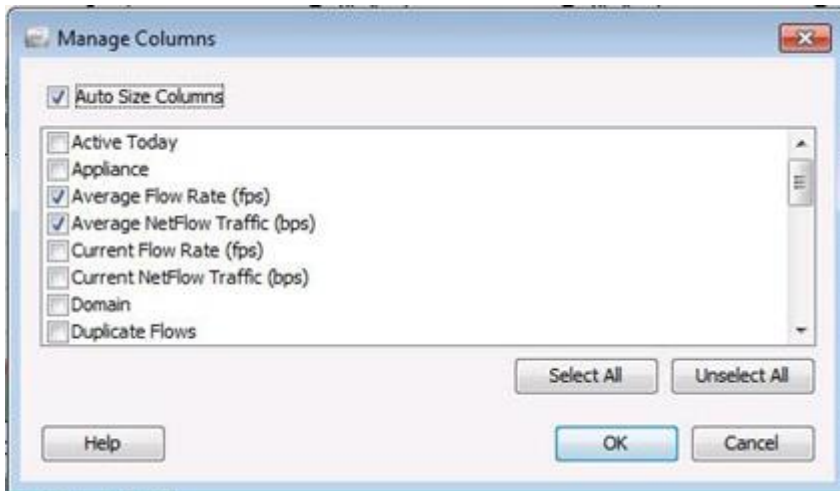 Manage Columns
Auto Size Columns
Active Today
Appliance
Average Flow Rate (fps)
Average NetFlow Traffic (bps)
Current Flow Rate (fps)
Current NetFlow Traffic (bps)
Domain
Duplicate Flows
Select All Unselect All
Help OK Cancel